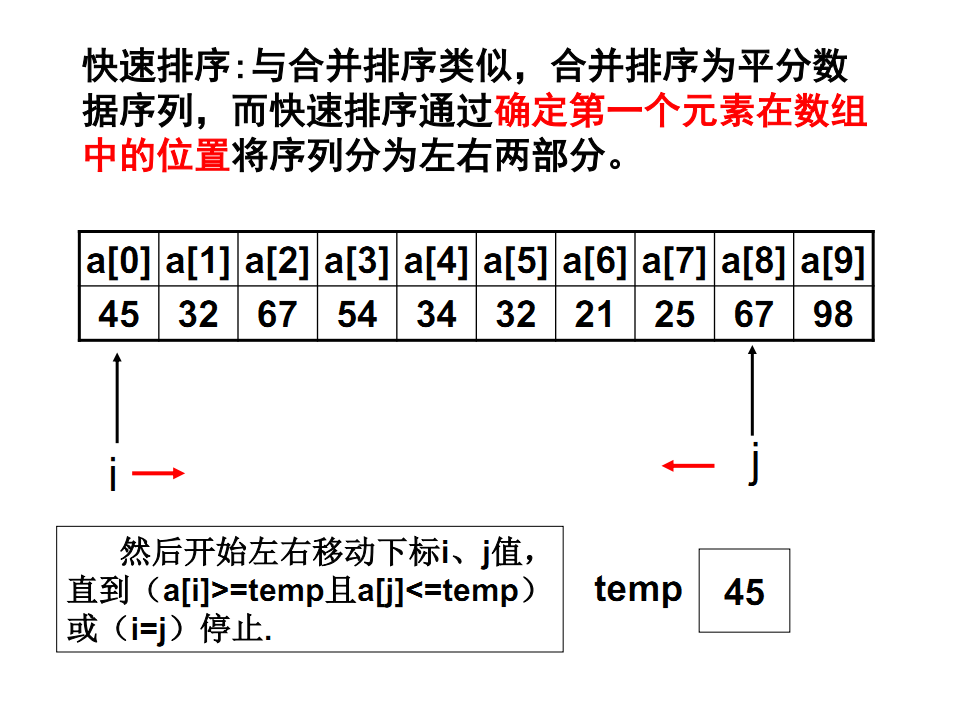 快速排序:与合并排序类似，合并排序为平分数
据序列，而快速排序通过确定第一个元素在数组
中的位置将序列分为左右两部分。
a[0] a[1] a[2] a[3] a[4] a[5] a[6] a[7] a[8] a[9]
45 32 67 54 34 32 21 25 67 98
i j
然后开始左右移动下标i、j值，
直到（a[i]>=temp且a[j]<=temp）
或（i=j）停止.
temp 45